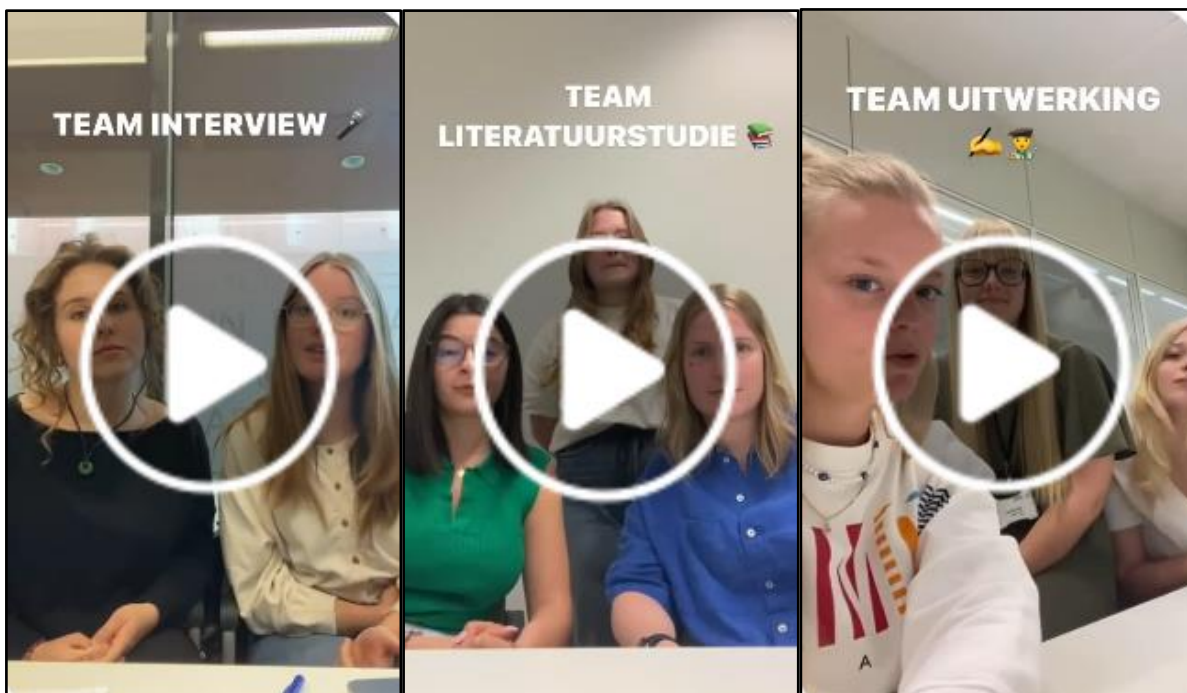 TEAM INTERVIEW 🎤
TEAM
LITERATUURSTUDIE 📚
TEAM UITWERKING
✍️👨‍🎓
A